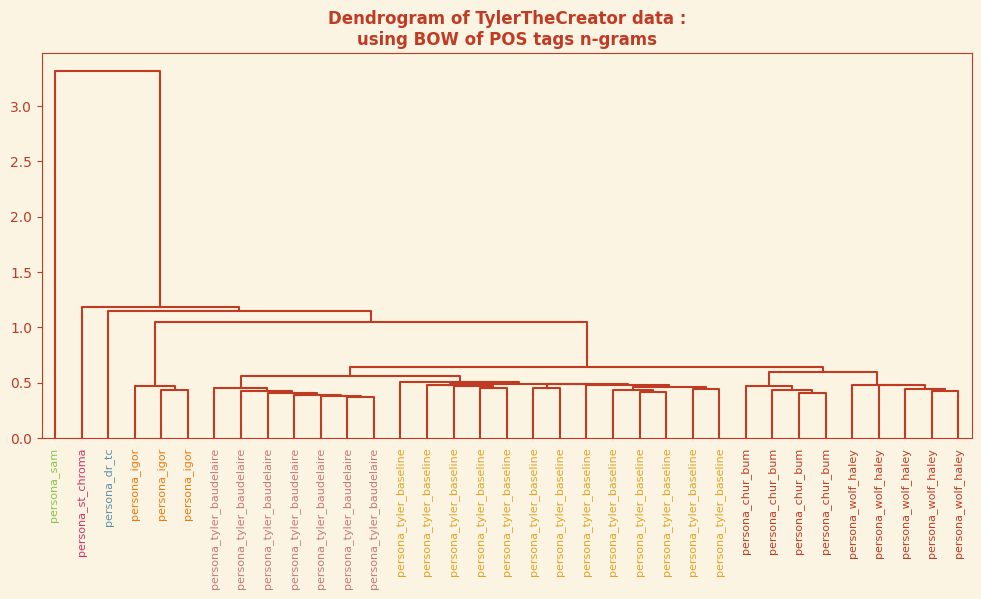 Dendrogram of TylerTheCreator data :
using BOW of POS tags n-grams
3.0
2.5
2.0
1.5
1.0
0.5
0.0
persona_sam
persona_st_chroma
persona_dr_tc
persona_igor
persona_igor
persona_igor
persona_tyler_baudelaire
persona_tyler_baudelaire
persona_tyler_baudelaire
persona_tyler_baudelaire
persona_tyler_baudelaire
persona_tyler_baudelaire
persona_tyler_baudelaire
persona_tyler_baseline
persona_tyler_baseline
persona_tyler_baseline
persona_tyler_baseline
persona_tyler_baseline
persona_tyler_baseline
persona_tyler_baseline
persona_tyler_baseline
persona_tyler_baseline
persona_tyler_baseline
persona_tyler_baseline
persona_tyler_baseline
persona_tyler_baseline
persona_chur_bum
persona_chur_bum
persona_chur_bum
persona_chur_bum
persona_wolf_haley
persona_wolf_haley
persona_wolf_haley
persona_wolf_haley
persona_wolf_haley